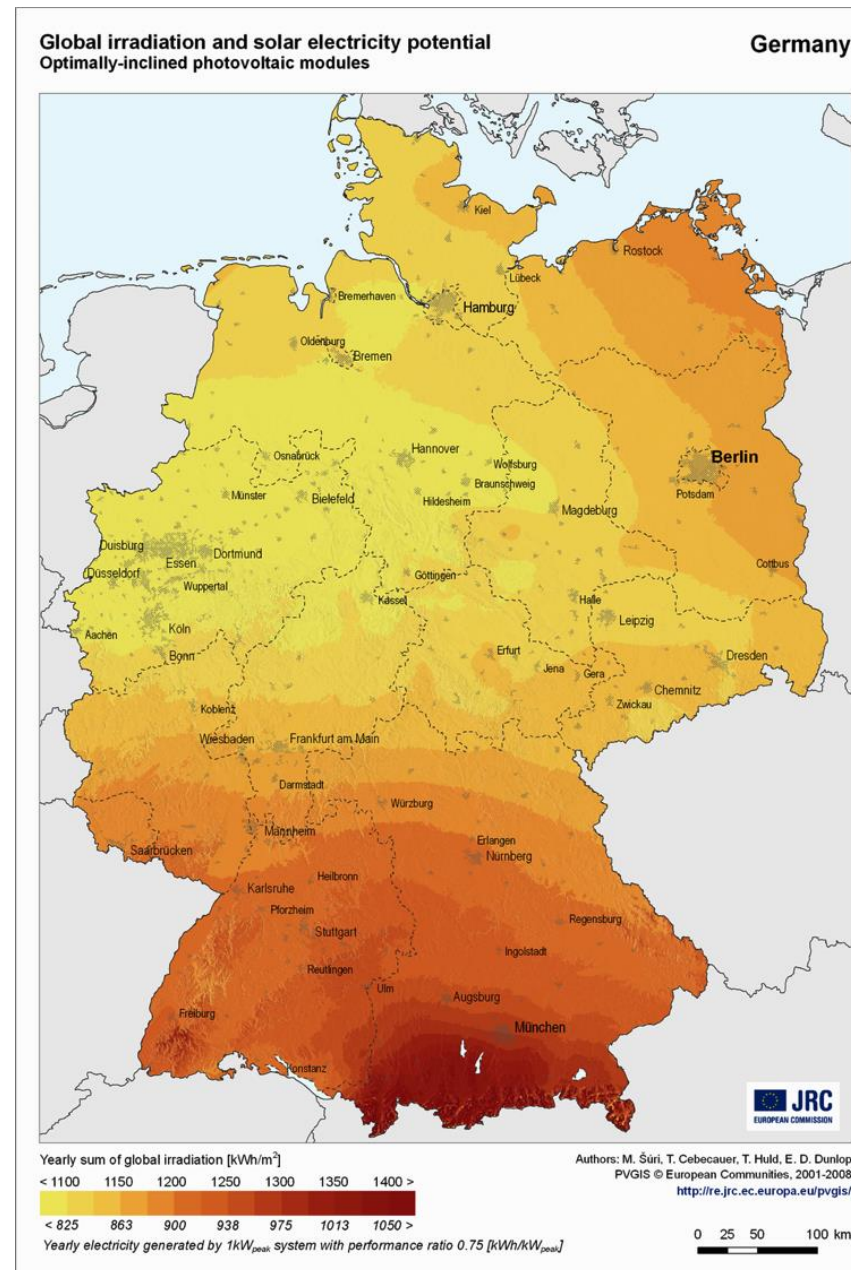 Global irradiation and solar electricity potential
Optimally-inclined photovoltaic modules
Germany
Kiel
Rostock
Lübeck
Bremerhaven
Hamburg
Oldenburg
Bremen
Hannover
Wolfsburg
Berlin
Osnabrück
Braunschweig
Potsdam
Münster
Bielefeld
Hildesheim
Magdeburg
Duisburg
Dortmund
Essen
Cottbus
Düsseldorf
Göttingen
Wuppertal
Kassel
Halle
Leipzig
Aachen
Köln
Bonn
Erfurt
Dresden
Jena
Gera
Chemnitz
Zwickau
Koblenz
Wiesbaden
Frankfurt am Main
Darmstadt
Würzburg
Mannheim
Erlangen
Saarbrücken
Nürnberg
Heilbronn
Karlsruhe
Pforzheim
Regensburg
Stuttgart
Ingolstadt
Reutlingen
Ulm
Augsburg
Freiburg
München
Konstanz
JRC
EUROPEAN COMMISSION
Yearly sum of global irradiation [kWh/m²]
< 1100 1150 1200 1250 1300 1350 1400 >
< 825 863 900 938 975 1013 1050 >
Yearly electricity generated by 1kWpeak system with performance ratio 0.75 [kWh/kWpeak]
Authors: M. Šúri, T. Cebecauer, T. Huld, E. D. Dunlop
PVGIS © European Communities, 2001-2008
http://re.jrc.ec.europa.eu/pvgis/
0 25 50 100 km